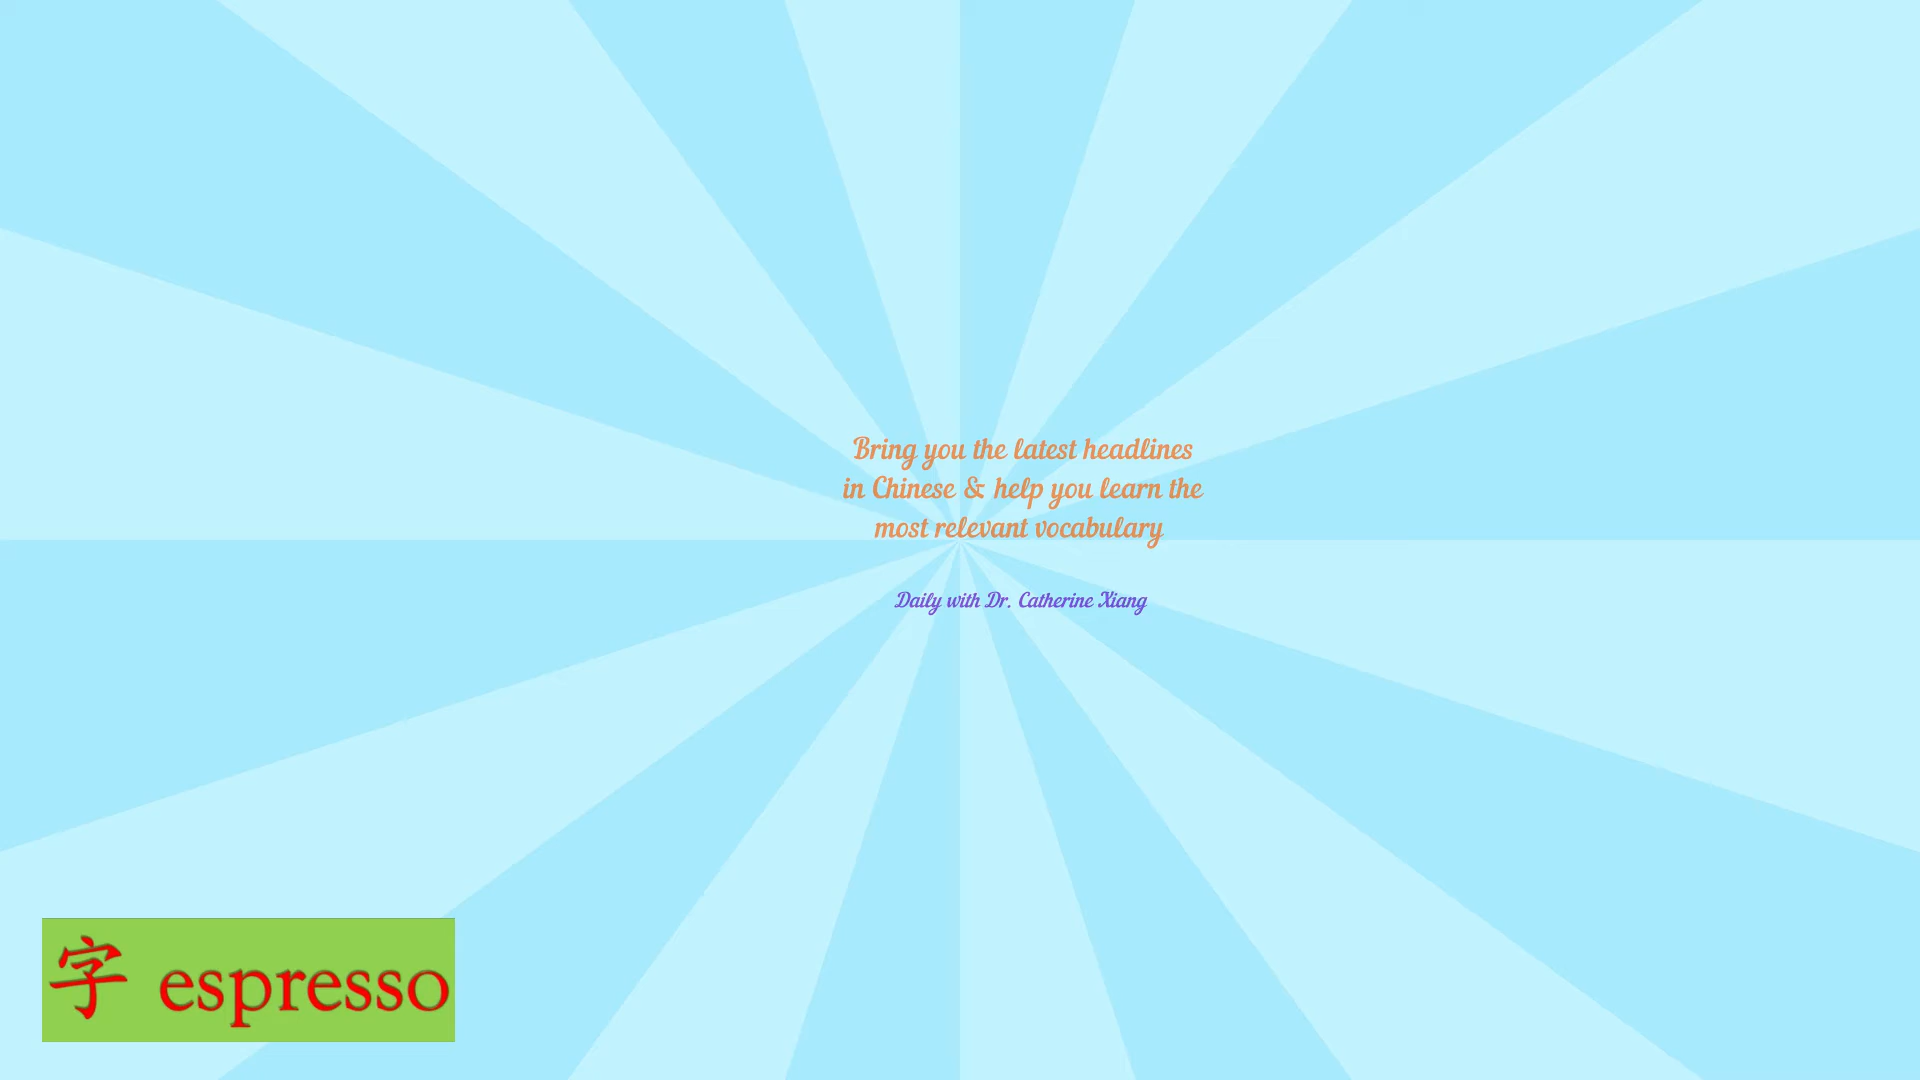 Bring you the latest headlines
in Chinese & help you learn the
most relevant vocabulary
Daily with Dr. Catherine Xiang
字 espresso